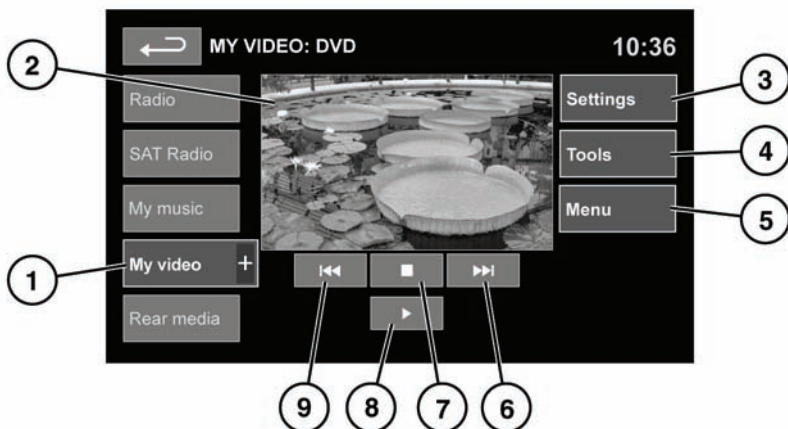 MY VIDEO: DVD
10:36
2
Radio
SAT Radio
My music
My video +
Rear media
1
Settings
Tools
Menu
3
4
5
9
8
7
6